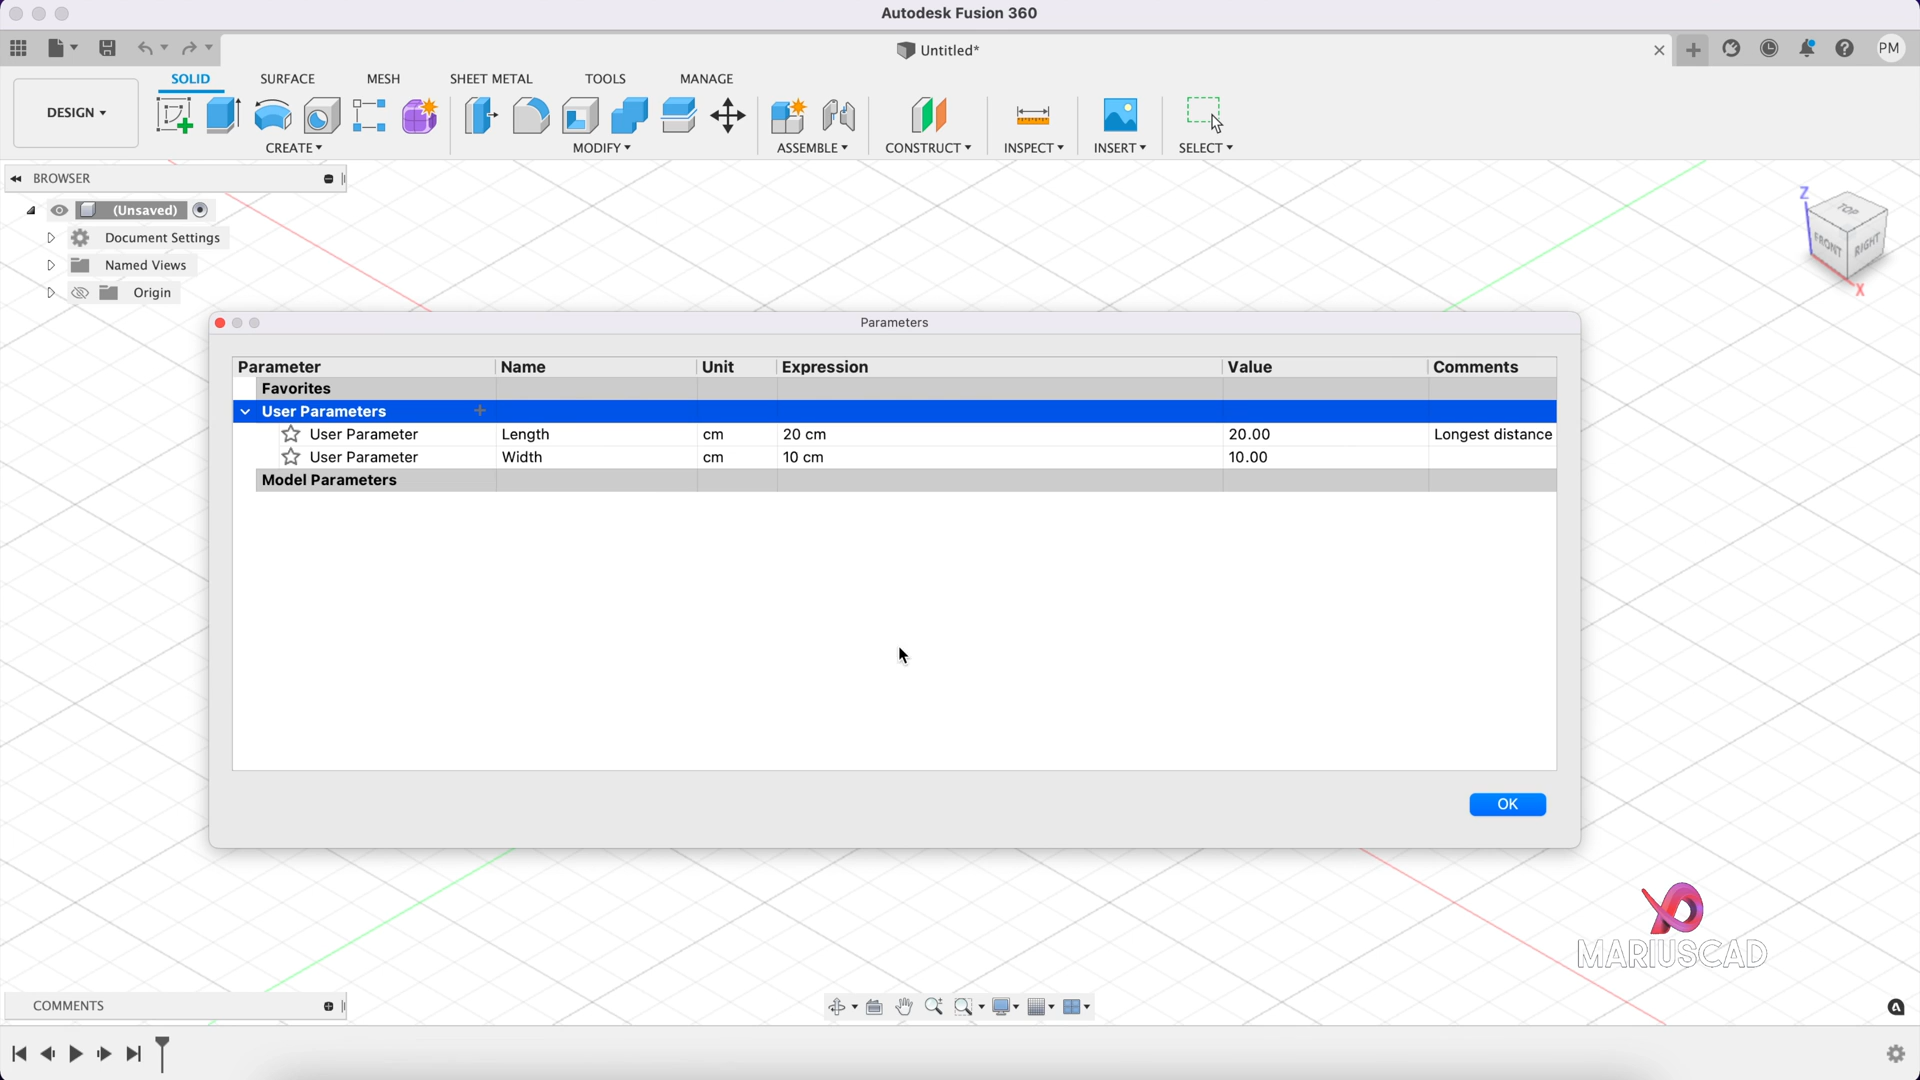 Autodesk Fusion 360
Untitled*
PM
SOLID SURFACE MESH SHEET METAL TOOLS MANAGE
DESIGN
CREATE MODIFY ASSEMBLE CONSTRUCT INSPECT INSERT SELECT
BROWSER
(Unsaved)
Document Settings
Named Views
Origin
Z
TOP
FRONT RIGHT
X
Parameters
Parameter Name Unit Expression Value Comments
Favorites
User Parameters +
User Parameter Length cm 20 cm 20.00 Longest distance
User Parameter Width cm 10 cm 10.00
Model Parameters
OK
MARIUSCAD
COMMENTS